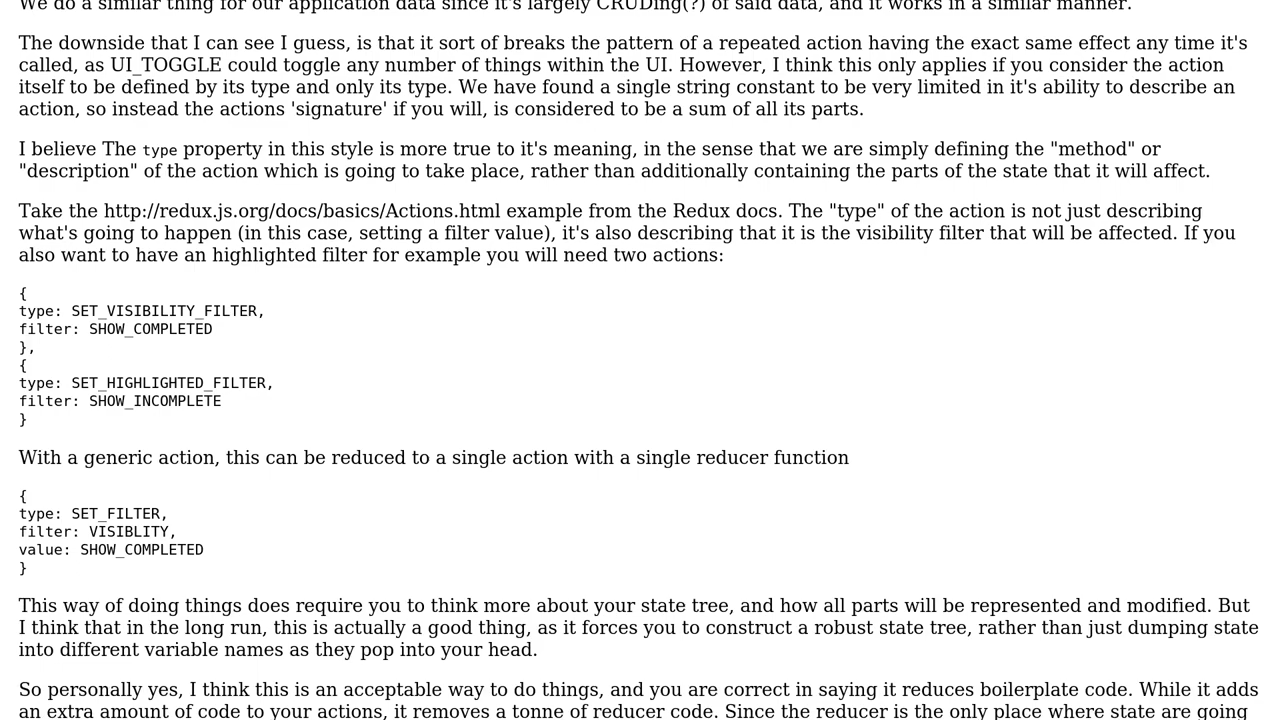 We do a similar thing for our application data since it's largely CRUDing(?) of said data, and it works in a similar manner.
The downside that I can see I guess, is that it sort of breaks the pattern of a repeated action having the exact same effect any time it's
called, as UI_TOGGLE could toggle any number of things within the UI. However, I think this only applies if you consider the action
itself to be defined by its type and only its type. We have found a single string constant to be very limited in it's ability to describe an
action, so instead the actions 'signature' if you will, is considered to be a sum of all its parts.
I believe The type property in this style is more true to it's meaning, in the sense that we are simply defining the "method" or
"description" of the action which is going to take place, rather than additionally containing the parts of the state that it will affect.
Take the http://redux.js.org/docs/basics/Actions.html example from the Redux docs. The "type" of the action is not just describing
what's going to happen (in this case, setting a filter value), it's also describing that it is the visibility filter that will be affected. If you
also want to have an highlighted filter for example you will need two actions:
{
type: SET_VISIBILITY_FILTER,
filter: SHOW_COMPLETED
},
{
type: SET_HIGHLIGHTED_FILTER,
filter: SHOW_INCOMPLETE
}
With a generic action, this can be reduced to a single action with a single reducer function
{
type: SET_FILTER,
filter: VISIBLITY,
value: SHOW_COMPLETED
}
This way of doing things does require you to think more about your state tree, and how all parts will be represented and modified. But
I think that in the long run, this is actually a good thing, as it forces you to construct a robust state tree, rather than just dumping state
into different variable names as they pop into your head.
So personally yes, I think this is an acceptable way to do things, and you are correct in saying it reduces boilerplate code. While it adds
an extra amount of code to your actions, it removes a tonne of reducer code. Since the reducer is the only place where state are going